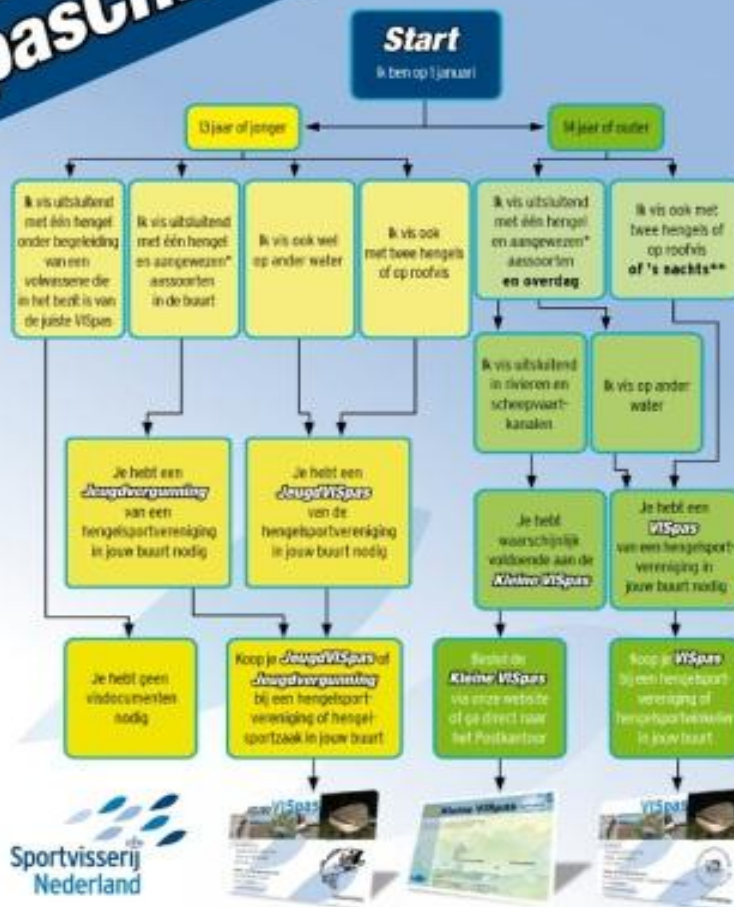 Start
Ik ben op 1 januari
13 jaar of jonger
14 jaar of ouder
Ik vis uitsluitend
met één hengel
onder begeleiding
van een
volwassene die
in het bezit is van
de juiste VISpas
Ik vis uitsluitend
met één hengel
en aangewezen*
aassoorten
in de buurt
Ik vis ook wel
op ander water
Ik vis ook
met twee hengels
of op roofvis
Ik vis uitsluitend
met één hengel
en aangewezen*
aassoorten
en overdag
Ik vis ook met
twee hengels of
op roofvis
of 's nachts**
Ik vis uitsluitend
in rivieren en
scheepvaart-
kanalen
Ik vis op ander
water
Je hebt een
Jeugdvergunning
van een
hengelsportvereniging
in jouw buurt nodig
Je hebt een
JeugdVISpas
van de
hengelsportvereniging
in jouw buurt nodig
Je hebt
waarschijnlijk
voldoende aan de
Kleine VISpas
Je hebt een
VISpas
van een hengelsport-
vereniging in
jouw buurt nodig
Je hebt geen
visdocumenten
nodig
Koop je JeugdVISpas of
Jeugdvergunning
bij een hengelsport-
vereniging of hengel-
sportzaak in jouw buurt
Bestel de
Kleine VISpas
via onze website
of ga direct naar
het Postkantoor
Koop je VISpas
bij een hengelsport-
vereniging of
hengelsportwinkelier
in jouw buurt
Sportvisserij
Nederland
VISpas
Kleine VISpas
VISpas